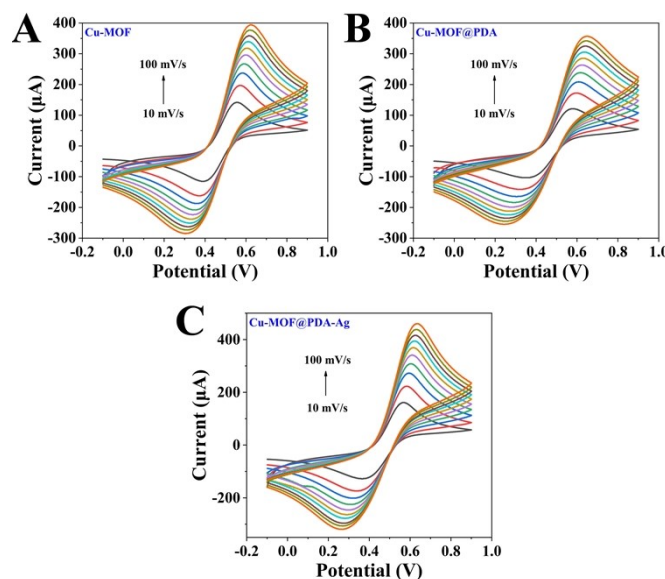 A
Cu-MOF
400
300
200
100
0
-100
-200
-300
100 mV/s
10 mV/s
Current (µA)
-0.2 0.0 0.2 0.4 0.6 0.8 1.0
Potential (V)
B
Cu-MOF@PDA
400
300
200
100
0
-100
-200
-300
100 mV/s
10 mV/s
Current (µA)
-0.2 0.0 0.2 0.4 0.6 0.8 1.0
Potential (V)
C
Cu-MOF@PDA-Ag
400
200
0
-200
100 mV/s
10 mV/s
Current (µA)
-0.2 0.0 0.2 0.4 0.6 0.8 1.0
Potential (V)